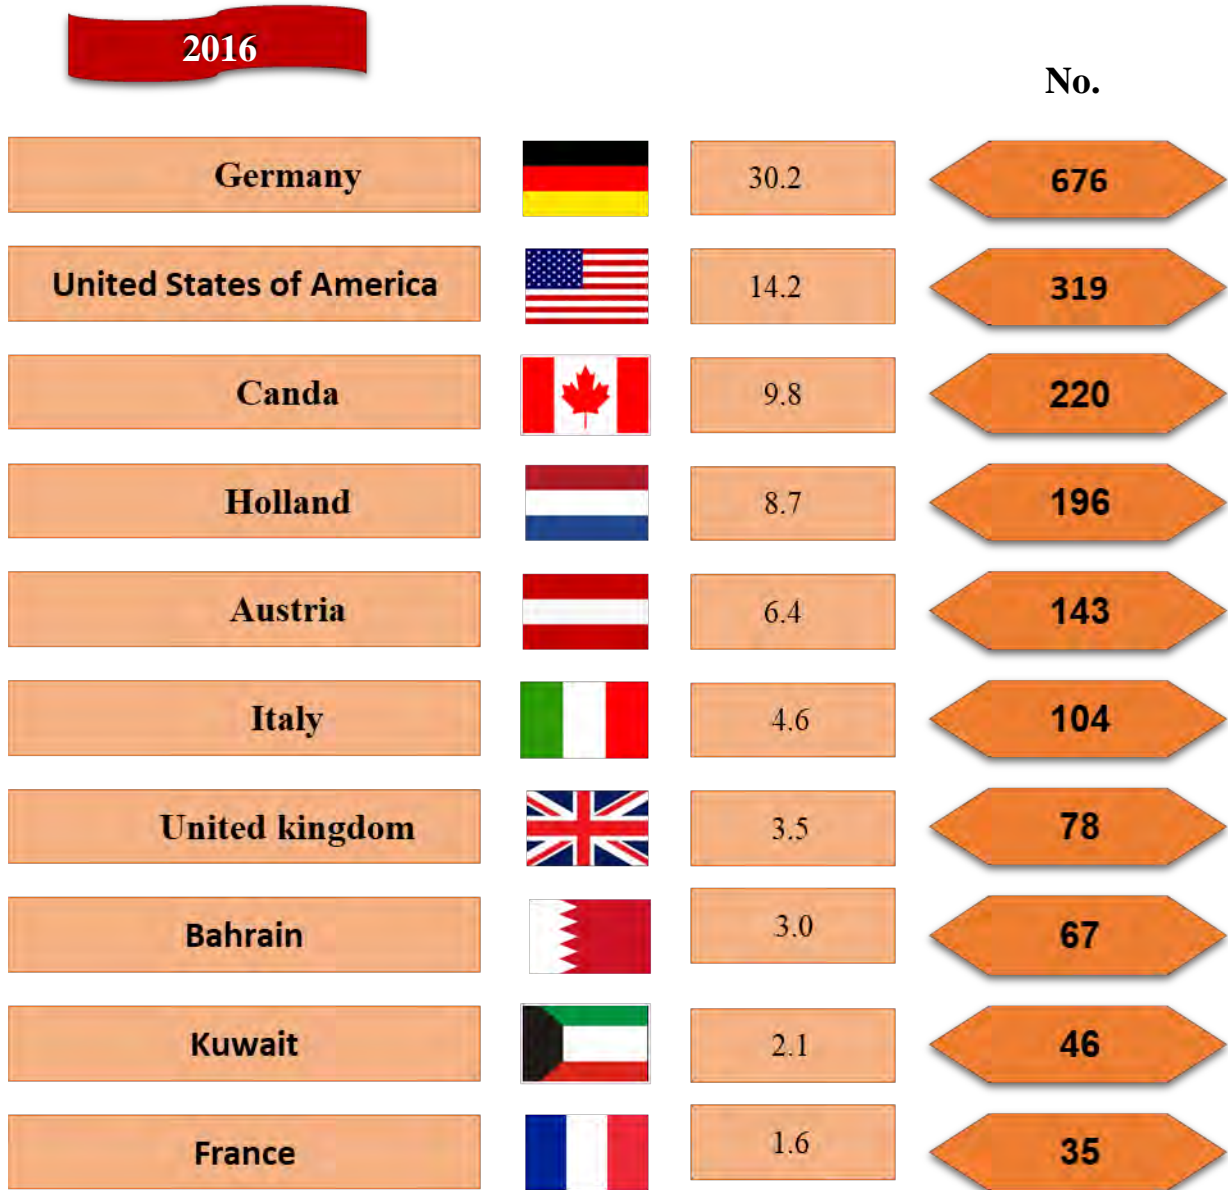 2016
No.
Germany 30.2 676
United States of America 14.2 319
Canda 9.8 220
Holland 8.7 196
Austria 6.4 143
Italy 4.6 104
United kingdom 3.5 78
Bahrain 3.0 67
Kuwait 2.1 46
France 1.6 35